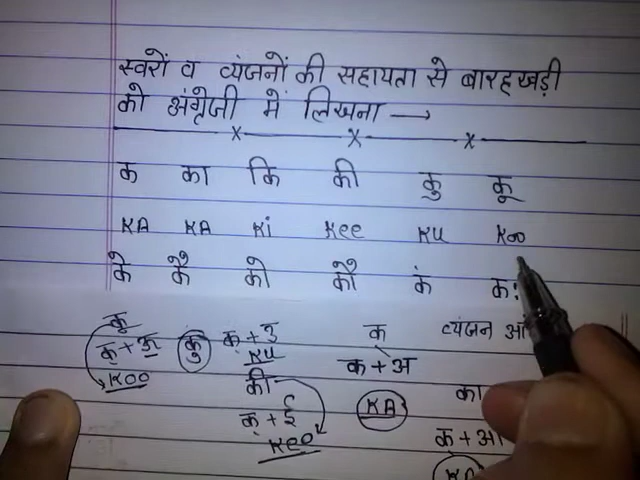 स्वरों व व्यंजनों की सहायता से बारहखड़ी
को अंग्रेजी में लिखना →
क का कि की कु कू
KA KA Ki Kee KU Koo
के कै को कौ कं क:
कू कु क्+उ क व्यंजन
क्+ऊ KU क्+अ
Koo की KA का
क्+ई क्+आ
Kee